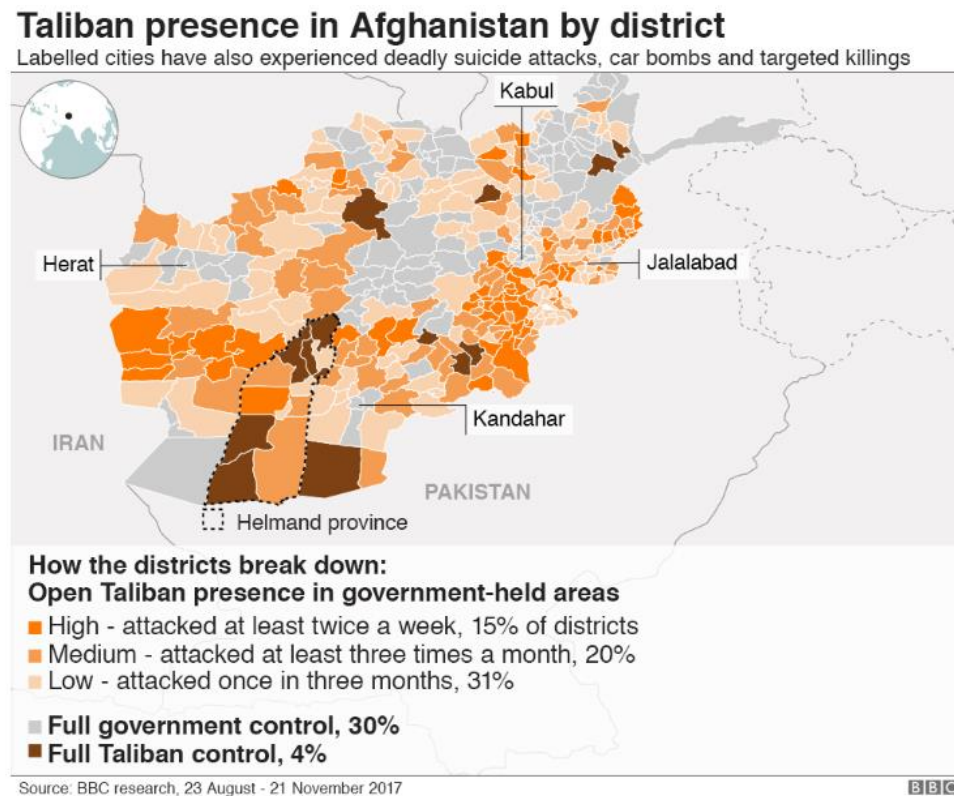 Taliban presence in Afghanistan by district
Labelled cities have also experienced deadly suicide attacks, car bombs and targeted killings
Kabul
Herat
Jalalabad
Kandahar
IRAN
PAKISTAN
Helmand province
How the districts break down:
Open Taliban presence in government-held areas
High - attacked at least twice a week, 15% of districts
Medium - attacked at least three times a month, 20%
Low - attacked once in three months, 31%
Full government control, 30%
Full Taliban control, 4%
Source: BBC research, 23 August - 21 November 2017
BBC